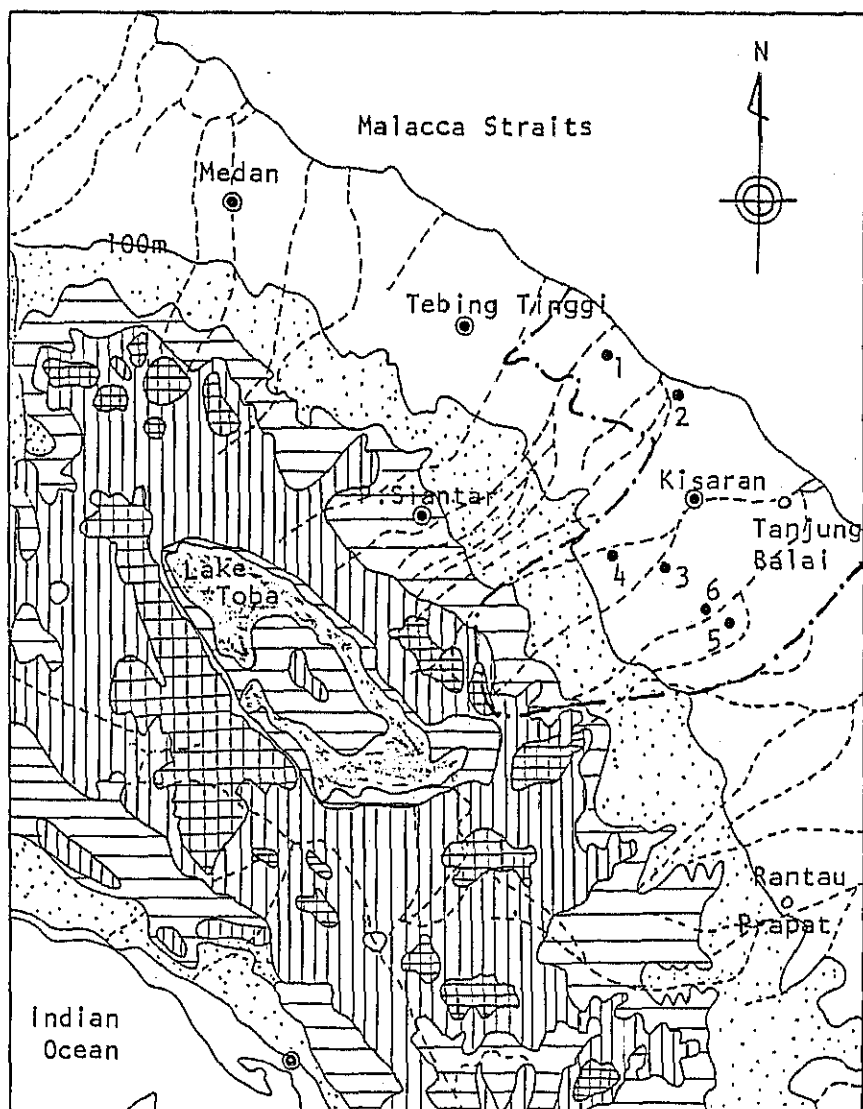 N
Malacca Straits
Medan
100m
Tebing Tinggi
1
2
Kisaran
Siantar
Tanjung
Bálai
Lake
Toba
4
3
6
5
Rantau
Prapat
Indian
Ocean